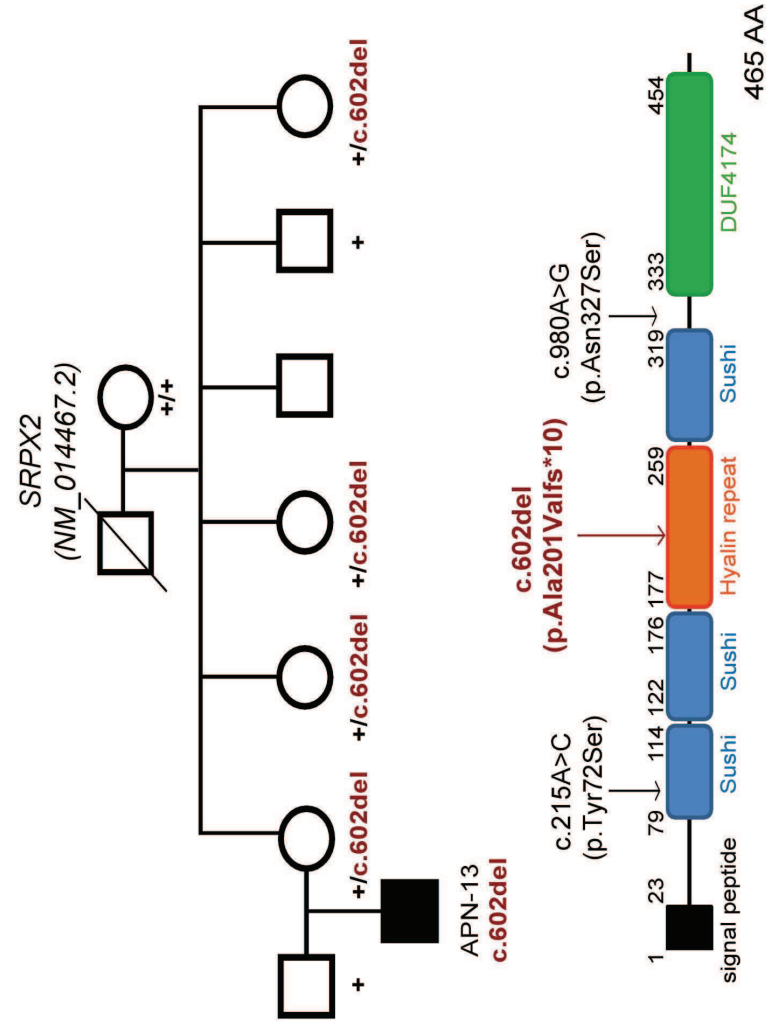 SRPX2
(NM_014467.2)
+/+
+
+/c.602del
+/c.602del
+/c.602del
+
+/c.602del
APN-13
c.602del
c.215A>C
(p.Tyr72Ser)
c.602del
(p.Ala201Valfs*10)
c.980A>G
(p.Asn327Ser)
1 23 79 114 122 176 177 259 319 333 454
signal peptide Sushi Sushi Hyalin repeat Sushi DUF4174
465 AA